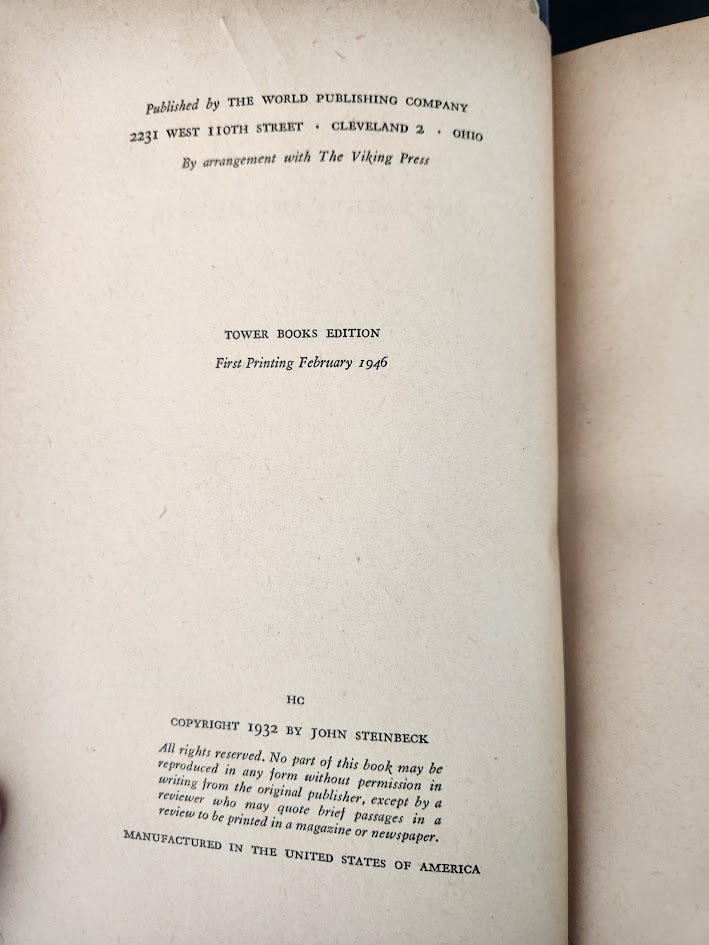 Published by THE WORLD PUBLISHING COMPANY
2231 WEST 110TH STREET · CLEVELAND 2 · OHIO
By arrangement with The Viking Press
TOWER BOOKS EDITION
First Printing February 1946
HC
COPYRIGHT 1932 BY JOHN STEINBECK
All rights reserved. No part of this book may be
reproduced in any form without permission in
writing from the original publisher, except by a
reviewer who may quote brief passages in a
review to be printed in a magazine or newspaper.
MANUFACTURED IN THE UNITED STATES OF AMERICA